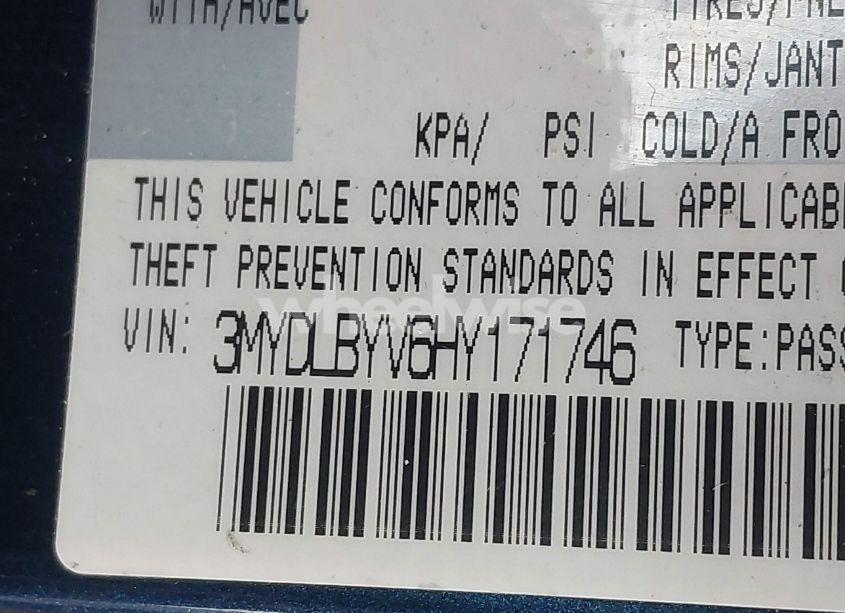 WITH/AVEC
RIMS/JANT
KPA/ PSI COLD/A FRO
THIS VEHICLE CONFORMS TO ALL APPLICAB
THEFT PREVENTION STANDARDS IN EFFECT
wheelwise
VIN: 3MYDLBYV6HY171746 TYPE:PASS